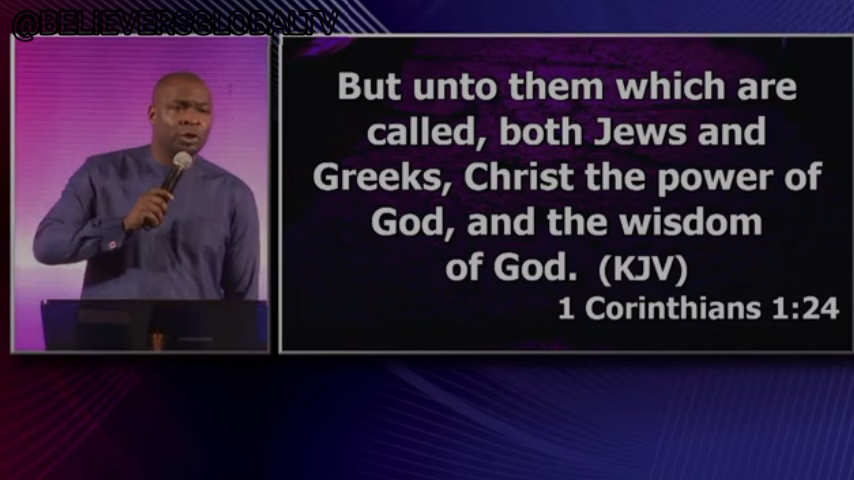 @BELIEVERSGLOBALTV
But unto them which are
called, both Jews and
Greeks, Christ the power of
God, and the wisdom
of God. (KJV)
1 Corinthians 1:24